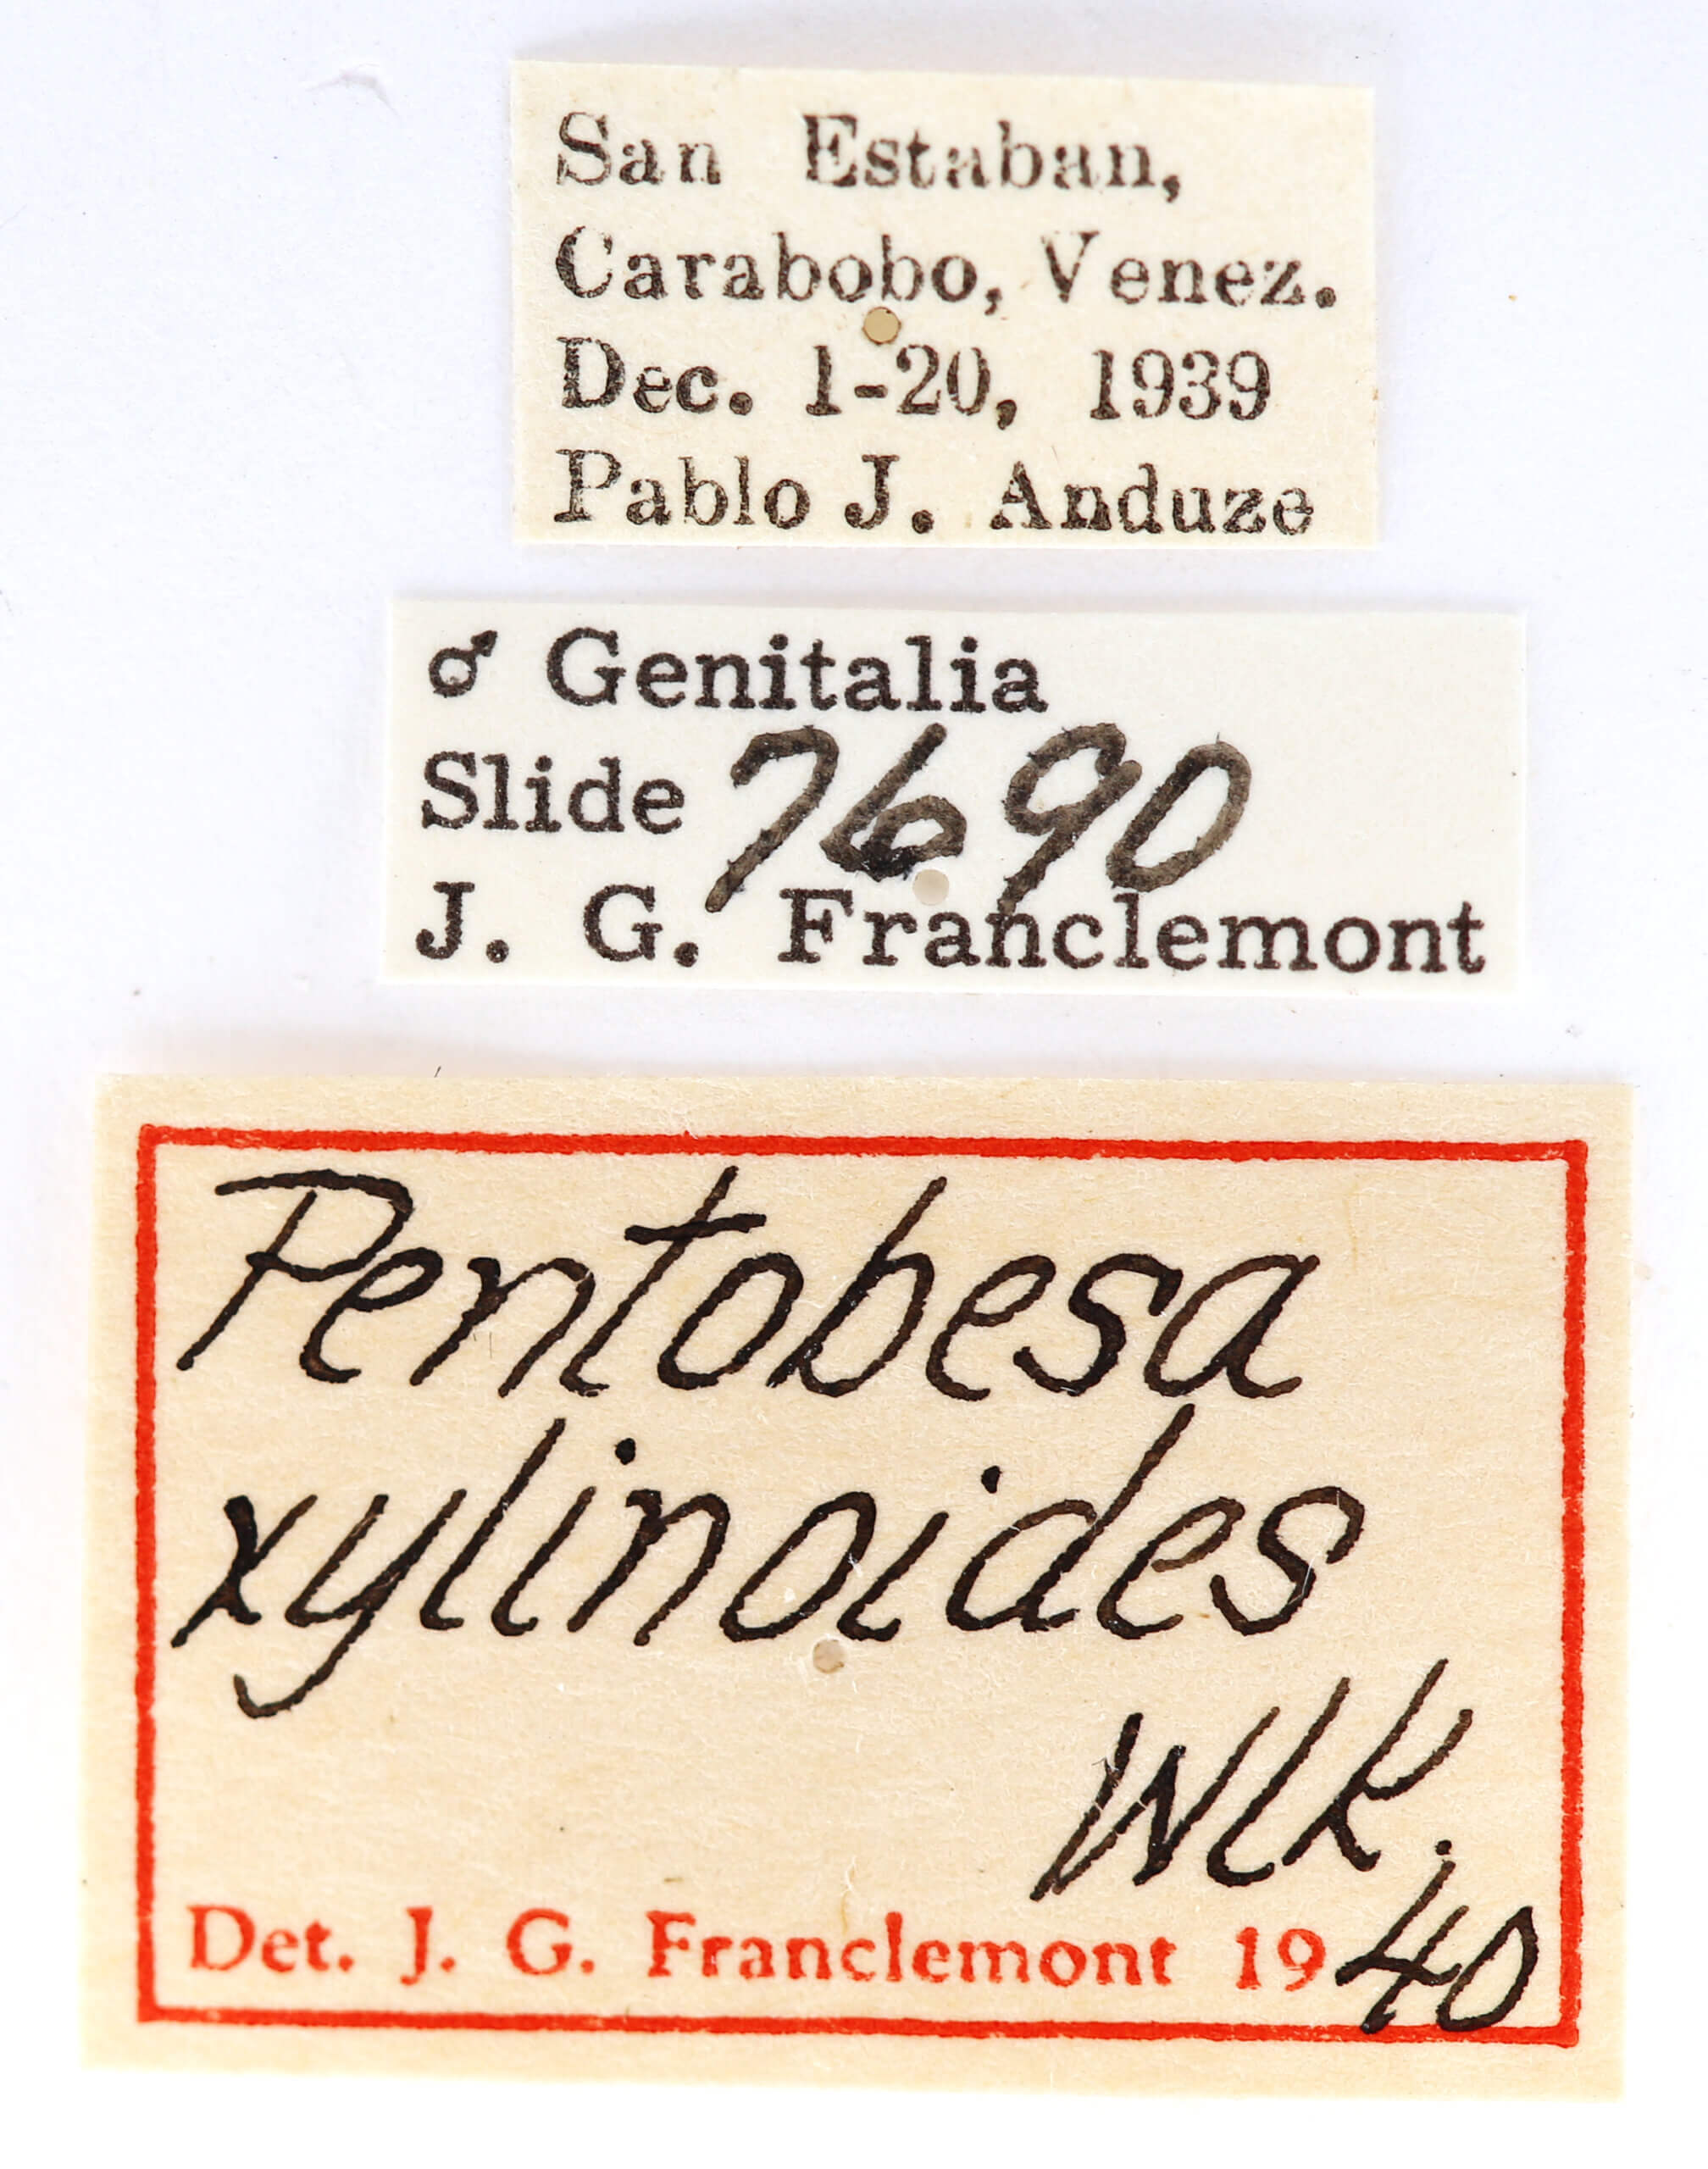 San Estaban,
Carabobo, Venez.
Dec. 1-20, 1939
Pablo J. Anduze
♂ Genitalia
Slide 7690
J. G. Franclemont
Pentobesa
xylinoides
Wlk.
Det. J. G. Franclemont 1940